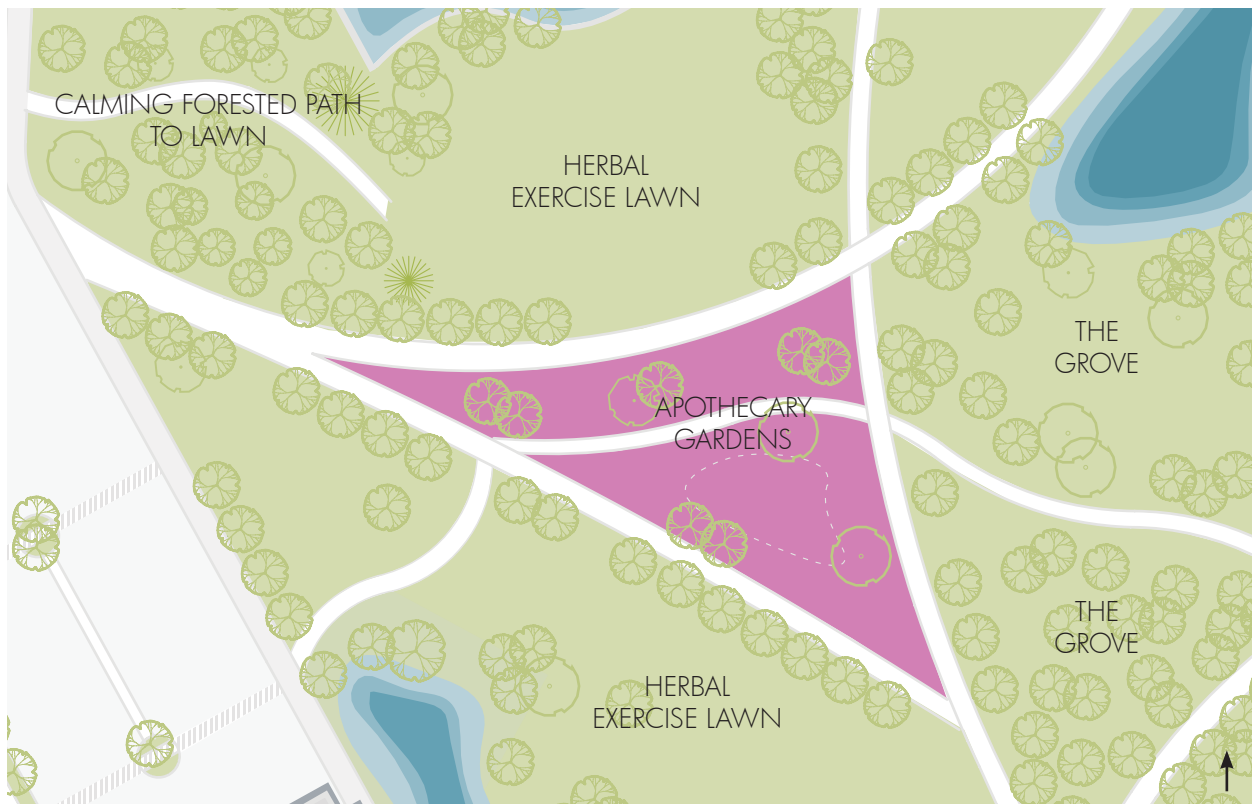 CALMING FORESTED PATH
TO LAWN
HERBAL
EXERCISE LAWN
THE
GROVE
APOTHECARY
GARDENS
THE
GROVE
HERBAL
EXERCISE LAWN